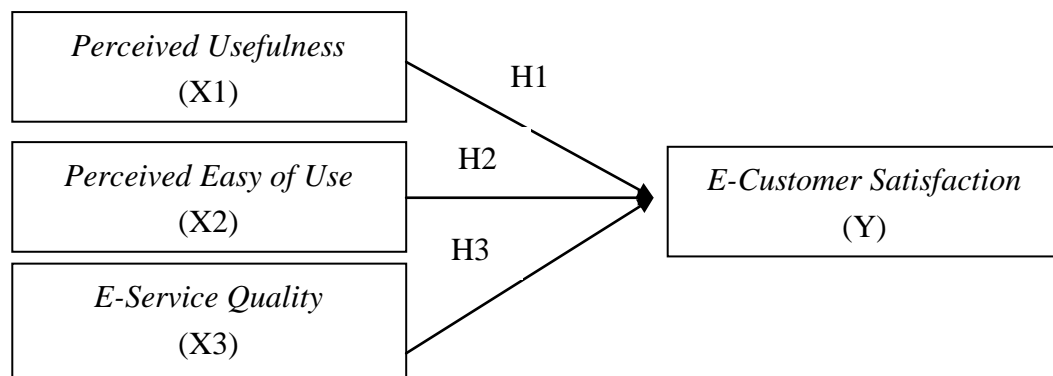 Perceived Usefulness
(X1)
H1
Perceived Easy of Use
(X2)
H2
E-Customer Satisfaction
(Y)
H3
E-Service Quality
(X3)